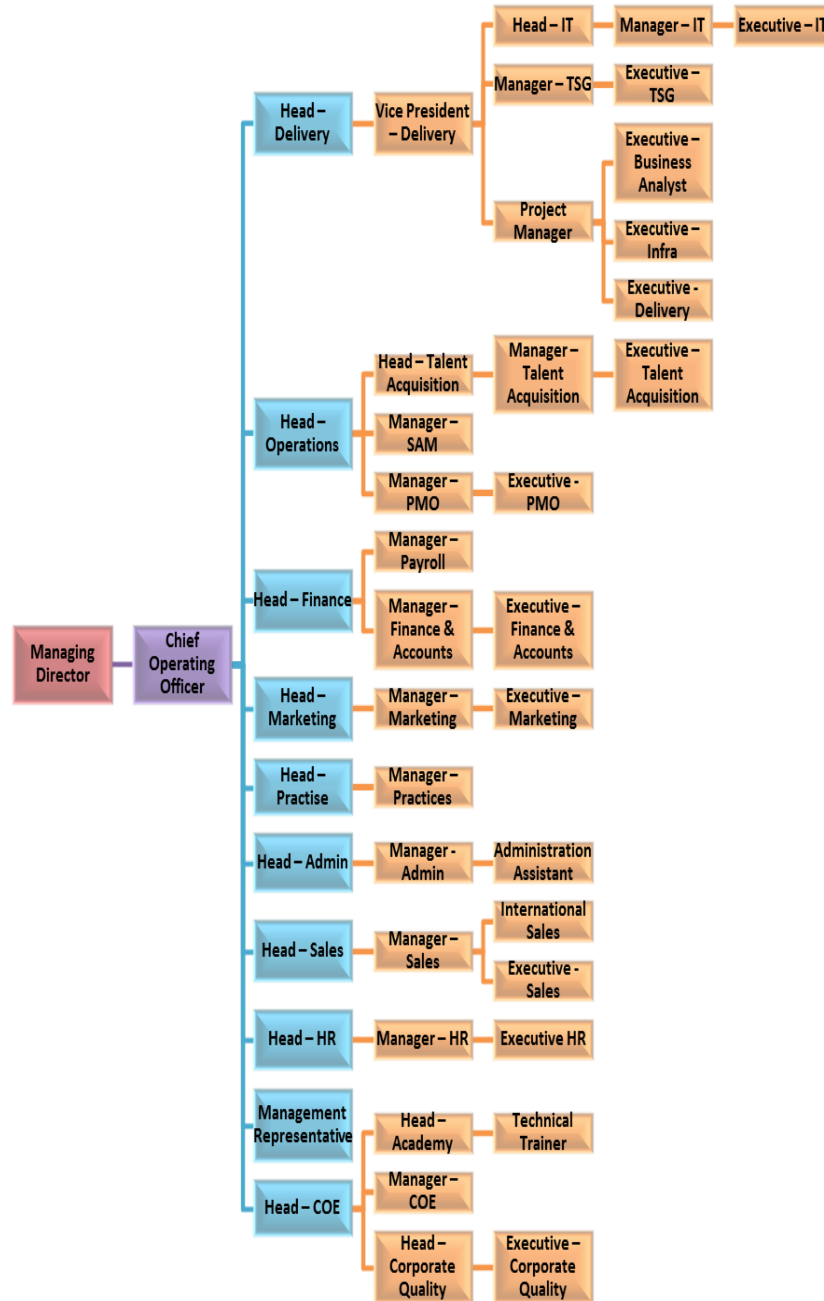 Head – IT
Manager – IT
Executive – IT
Manager – TSG
Executive –
TSG
Head –
Delivery
Vice President
– Delivery
Executive –
Business
Analyst
Project
Manager
Executive –
Infra
Executive -
Delivery
Head –
Operations
Head – Talent
Acquisition
Manager –
Talent
Acquisition
Executive –
Talent
Acquisition
Manager –
SAM
Manager –
PMO
Executive -
PMO
Head – Finance
Manager –
Payroll
Manager –
Finance &
Accounts
Executive –
Finance &
Accounts
Managing
Director
Chief
Operating
Officer
Head –
Marketing
Manager –
Marketing
Executive –
Marketing
Head –
Practise
Manager –
Practices
Head – Admin
Manager -
Admin
Administration
Assistant
Head – Sales
Manager –
Sales
International
Sales
Executive -
Sales
Head – HR
Manager – HR
Executive HR
Management
Representative
Head – COE
Head –
Academy
Technical
Trainer
Manager –
COE
Head –
Corporate
Quality
Executive –
Corporate
Quality